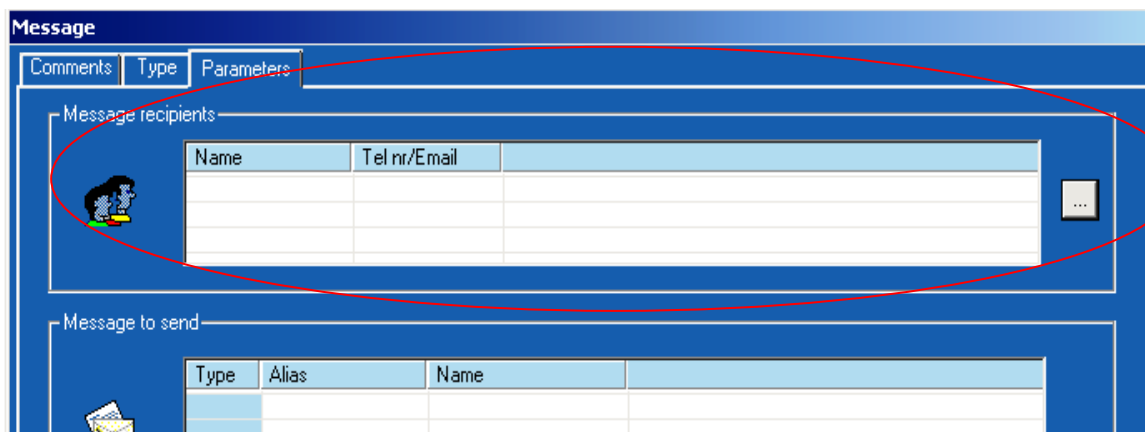 Message
Comments Type Parameters
Message recipients
Name Tel nr/Email
...
Message to send
Type Alias Name